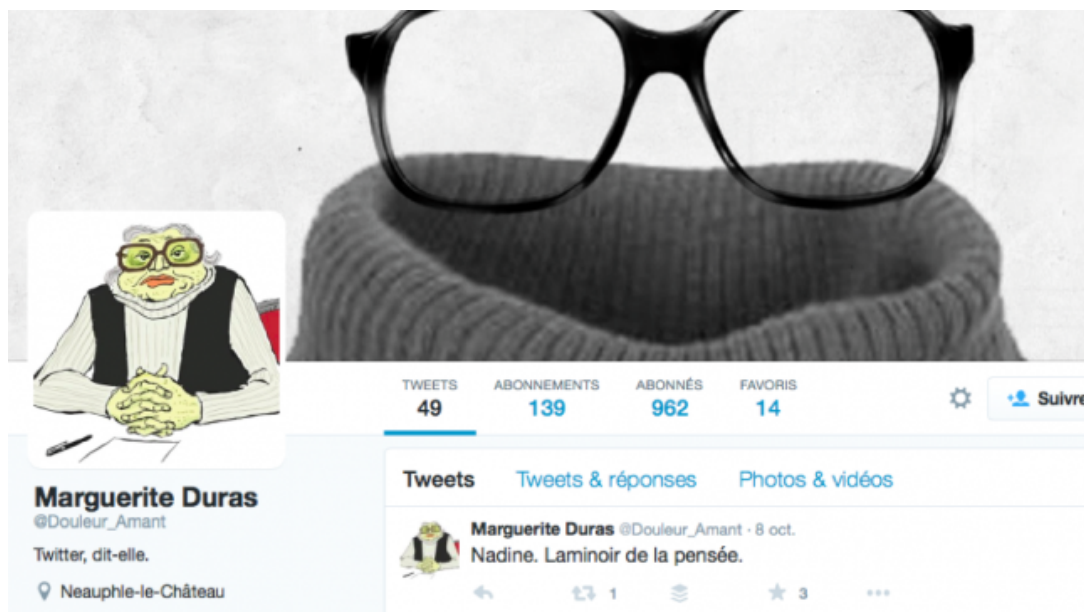 TWEETS ABONNEMENTS ABONNÉS FAVORIS
49 139 962 14
Suivre
Marguerite Duras
@Douleur_Amant
Twitter, dit-elle.
Neauphle-le-Château
Tweets Tweets & réponses Photos & vidéos
Marguerite Duras @Douleur_Amant · 8 oct.
Nadine. Laminoir de la pensée.
1 3